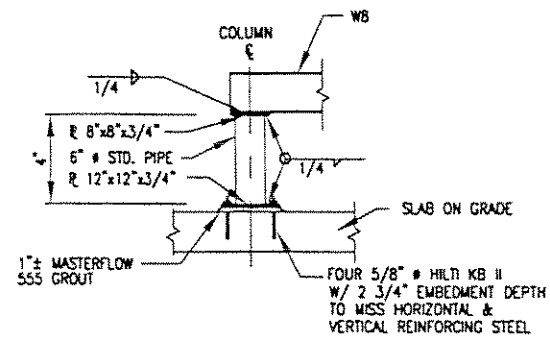 COLUMN
℄
W8
1/4
℄ 8"x8"x3/4"
6" ø STD. PIPE
℄ 12"x12"x3/4"
4"
1/4
SLAB ON GRADE
1"± MASTERFLOW
555 GROUT
FOUR 5/8" ø HILTI KB II
W/ 2 3/4" EMBEDMENT DEPTH
TO MISS HORIZONTAL &
VERTICAL REINFORCING STEEL